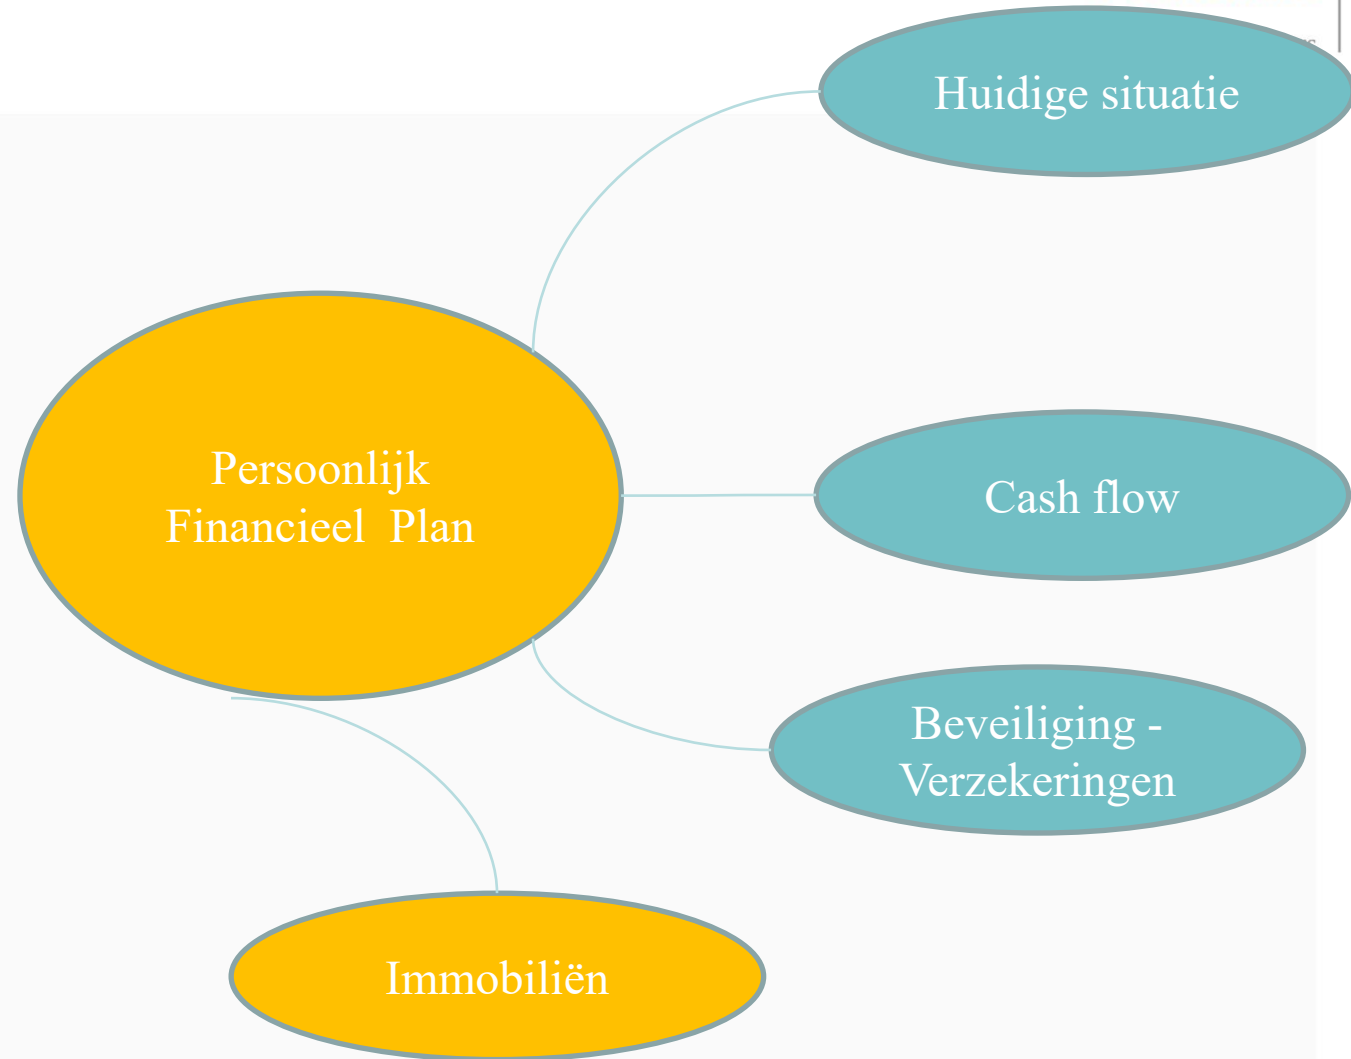 Huidige situatie
Persoonlijk
Financieel Plan
Cash flow
Beveiliging -
Verzekeringen
Immobiliën